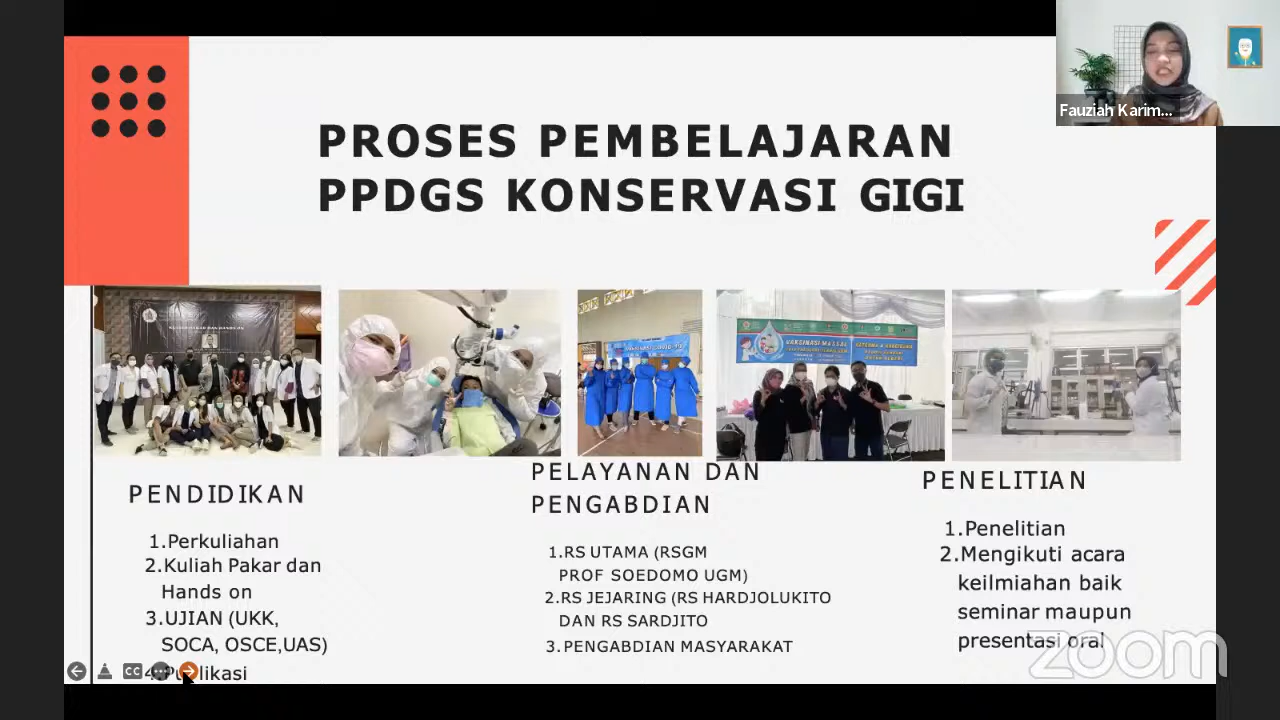 Fauziah Karim...
PROSES PEMBELAJARAN
PPDGS KONSERVASI GIGI
VAKSINASI MASSAL
PENDIDIKAN
1.Perkuliahan
2.Kuliah Pakar dan
Hands on
3.UJIAN (UKK,
SOCA, OSCE,UAS)
4.Publikasi
PELAYANAN DAN
PENGABDIAN
1.RS UTAMA (RSGM
PROF SOEDOMO UGM)
2.RS JEJARING (RS HARDJOLUKITO
DAN RS SARDJITO
3.PENGABDIAN MASYARAKAT
PENELITIAN
1.Penelitian
2.Mengikuti acara
keilmiahan baik
seminar maupun
presentasi oral
CC
zoom